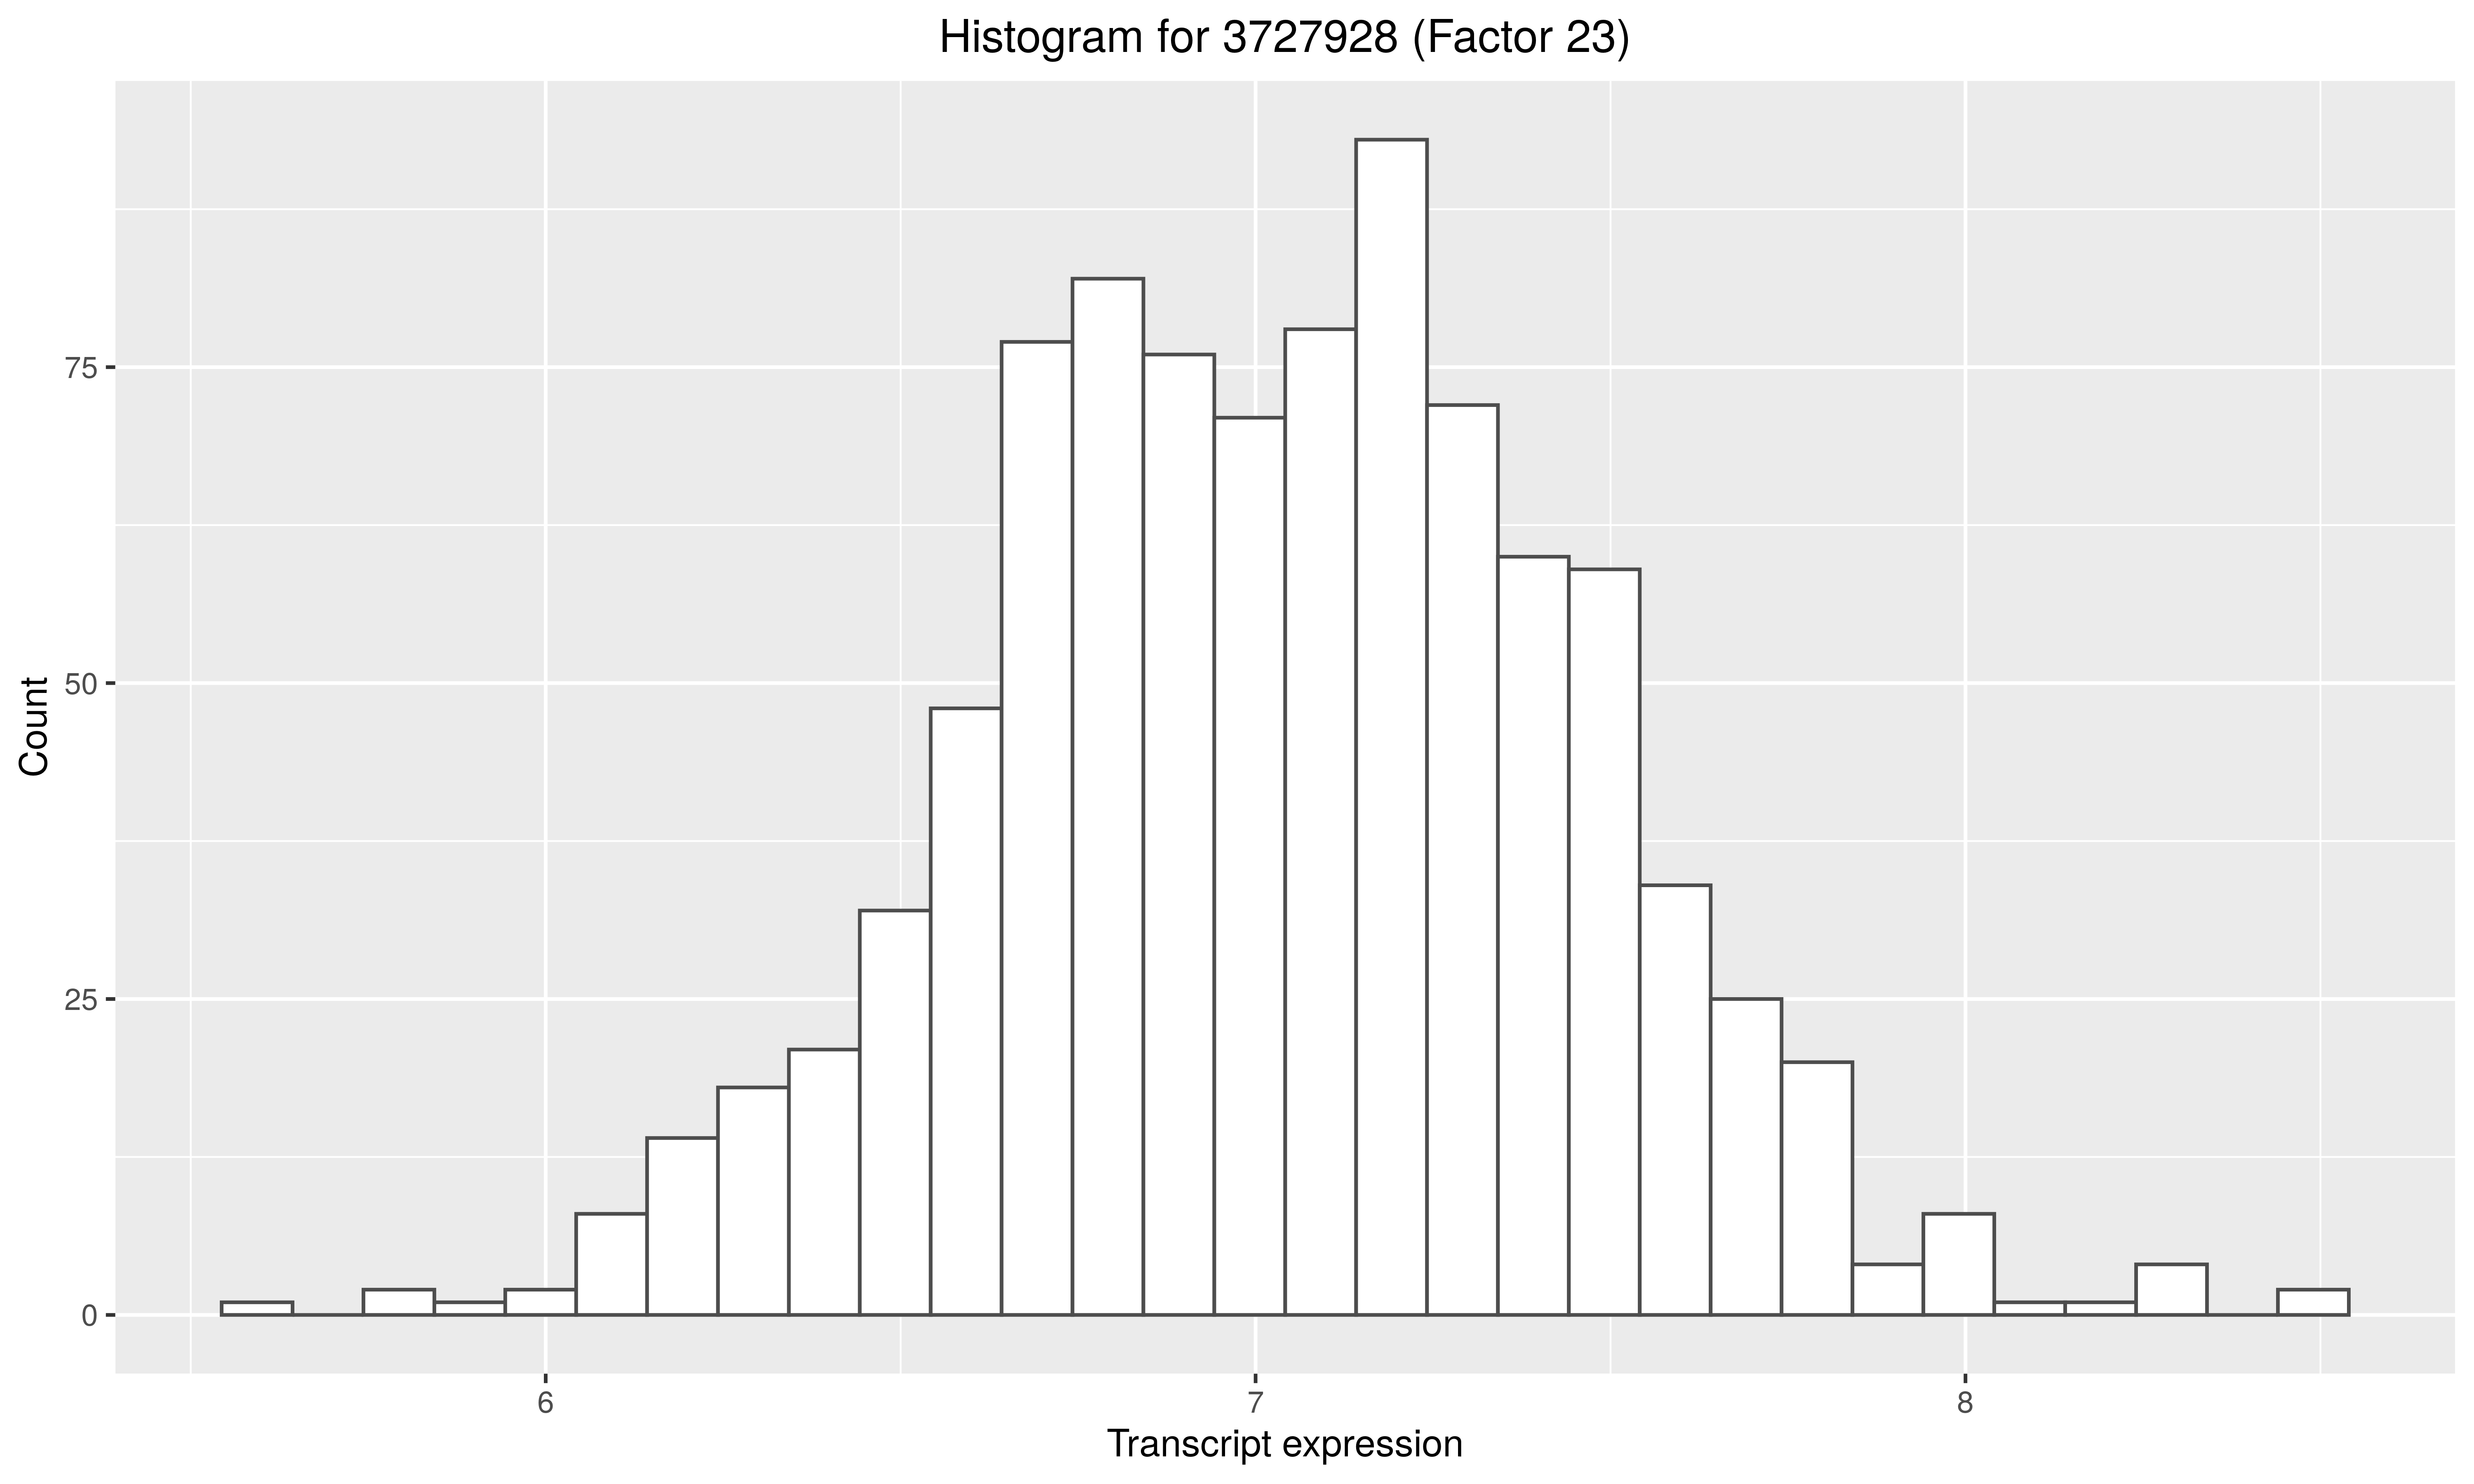 Histogram for 3727928 (Factor 23)
Count
75
50
25
0
6 7 8
Transcript expression